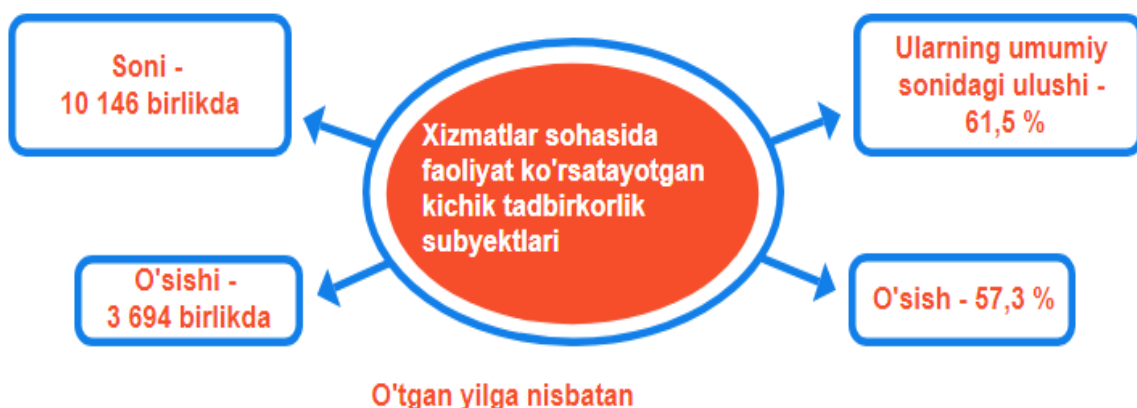 Soni -
10 146 birlikda
Ularning umumiy
sonidagi ulushi -
61,5 %
Xizmatlar sohasida
faoliyat ko'rsatayotgan
kichik tadbirkorlik
subyektlari
O'sishi -
3 694 birlikda
O'sish - 57,3 %
O'tgan yilga nisbatan